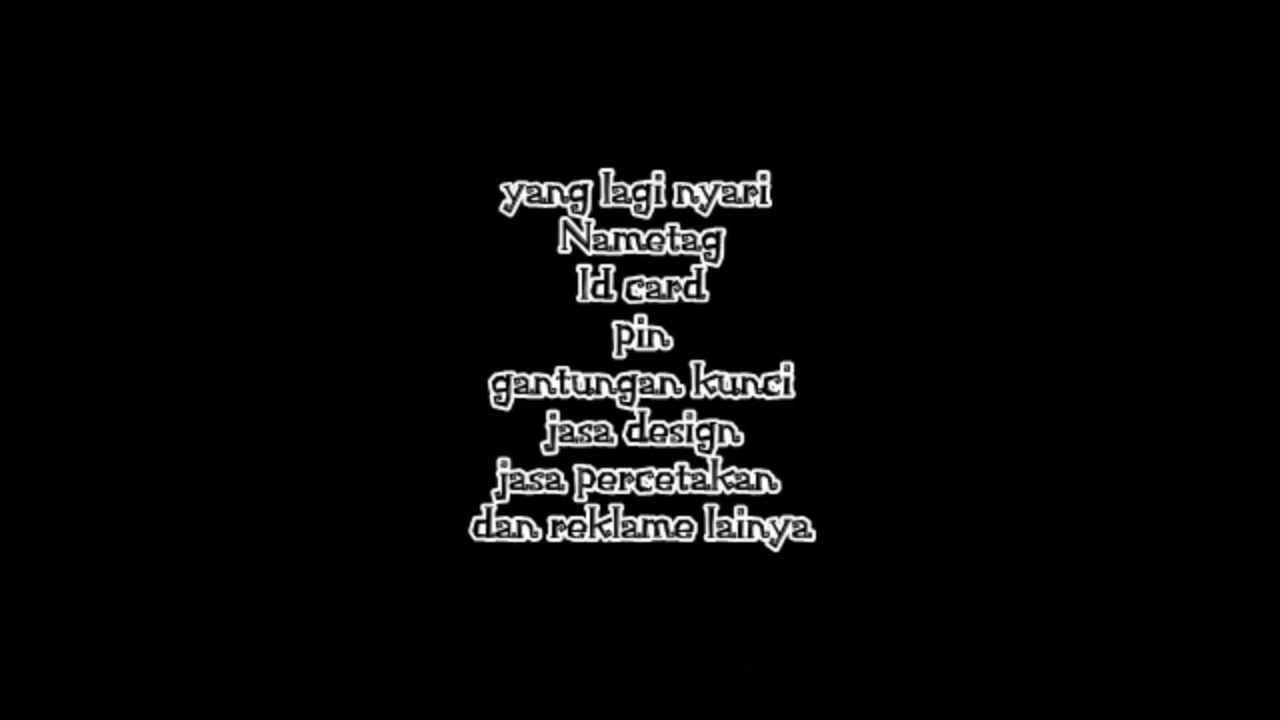 yang lagi nyari
Nametag
Id card
pin
gantungan kunci
jasa design
jasa percetakan
dan reklame lainya